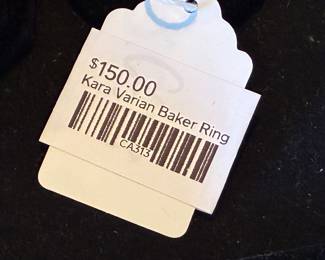 $150.00
Kara Varian Baker Ring
CA313